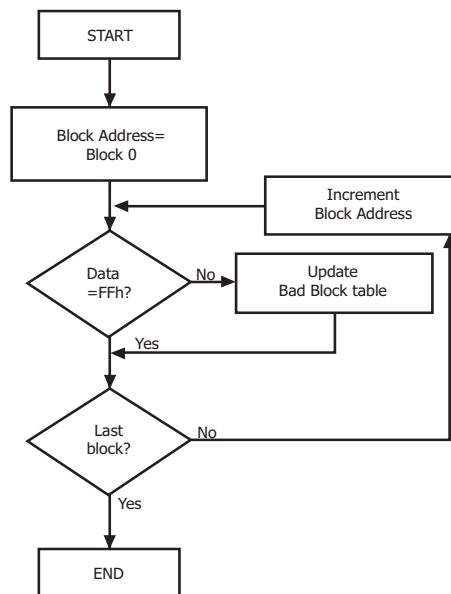 START
Block Address=
Block 0
Increment
Block Address
Data
=FFh?
No
Update
Bad Block table
Yes
Last
block?
No
Yes
END